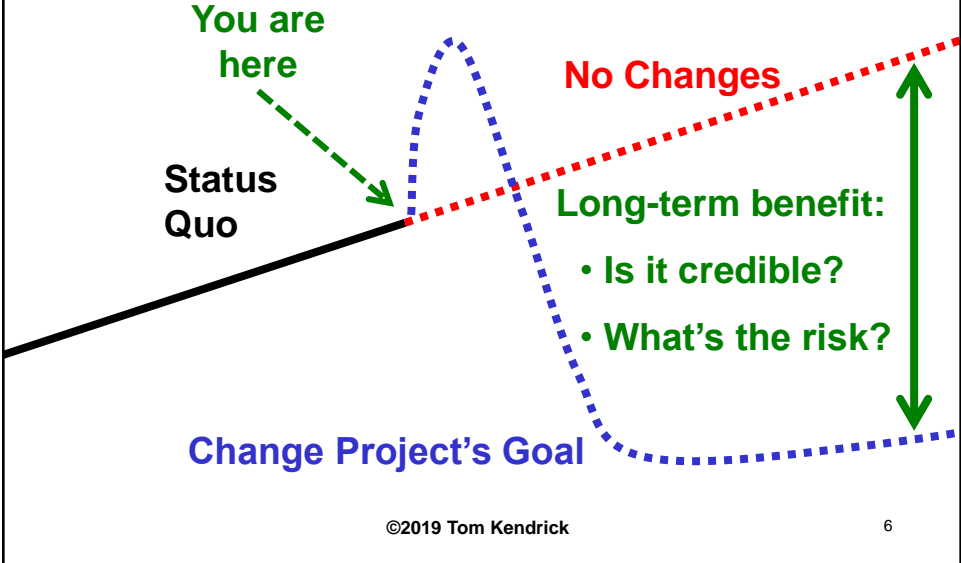 You are
here
No Changes
Status
Quo
Long-term benefit:
• Is it credible?
• What's the risk?
Change Project's Goal
©2019 Tom Kendrick
6